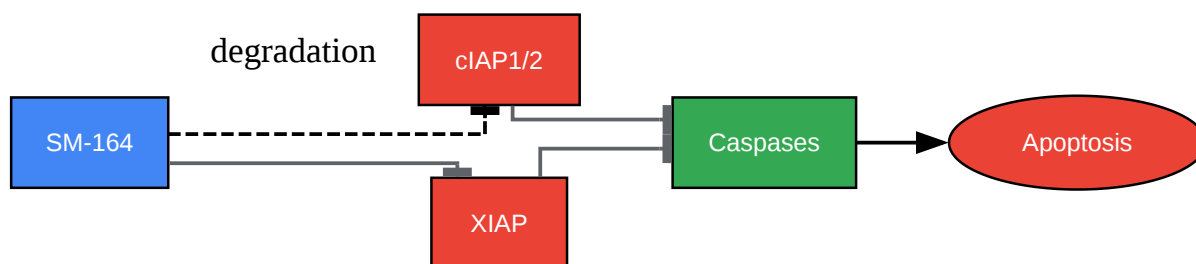 degradation
cIAP1/2
SM-164
Caspases
Apoptosis
XIAP